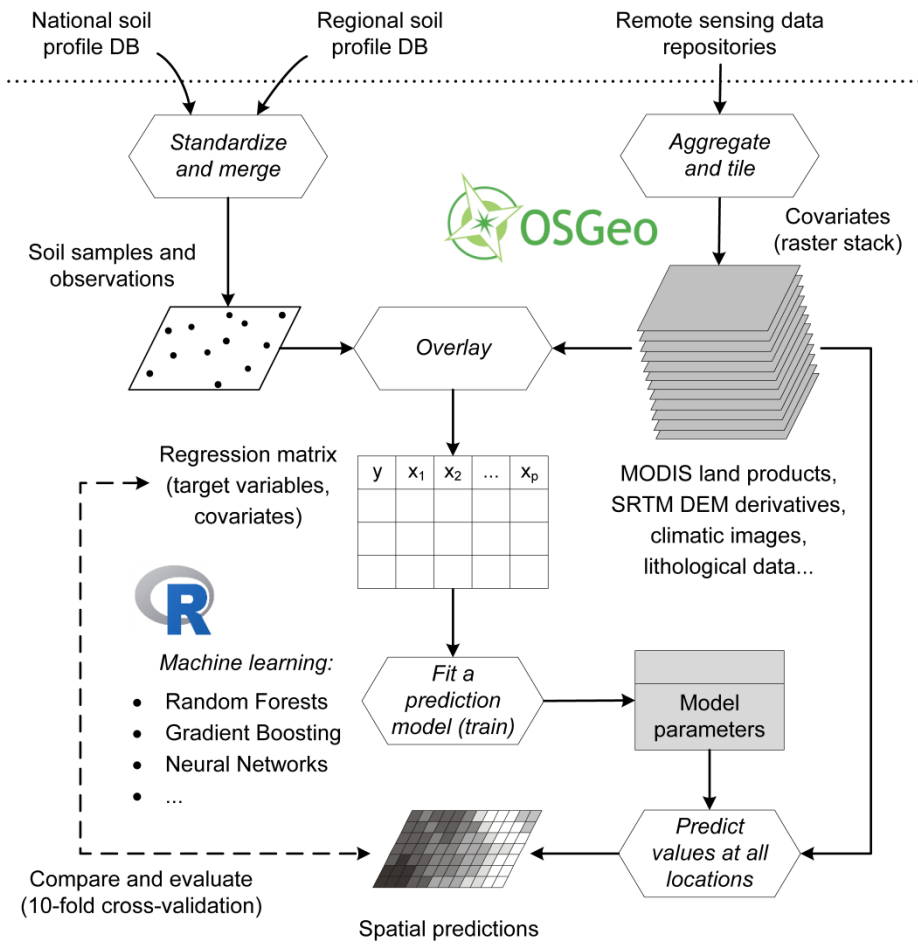 National soil
profile DB
Regional soil
profile DB
Remote sensing data
repositories
Standardize
and merge
Aggregate
and tile
OSGeo
Covariates
(raster stack)
Soil samples and
observations
Overlay
Regression matrix
(target variables,
covariates)
y x₁ x₂ ... xₚ
MODIS land products,
SRTM DEM derivatives,
climatic images,
lithological data...
R
Machine learning:
• Random Forests
• Gradient Boosting
• Neural Networks
• ...
Fit a
prediction
model (train)
Model
parameters
Predict
values at all
locations
Compare and evaluate
(10-fold cross-validation)
Spatial predictions